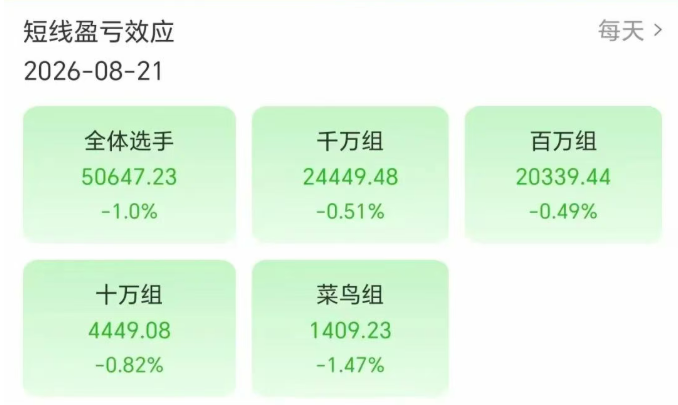 短线盈亏效应
每天 >
2026-08-21
全体选手
50647.23
-1.0%
千万组
24449.48
-0.51%
百万组
20339.44
-0.49%
十万组
4449.08
-0.82%
菜鸟组
1409.23
-1.47%